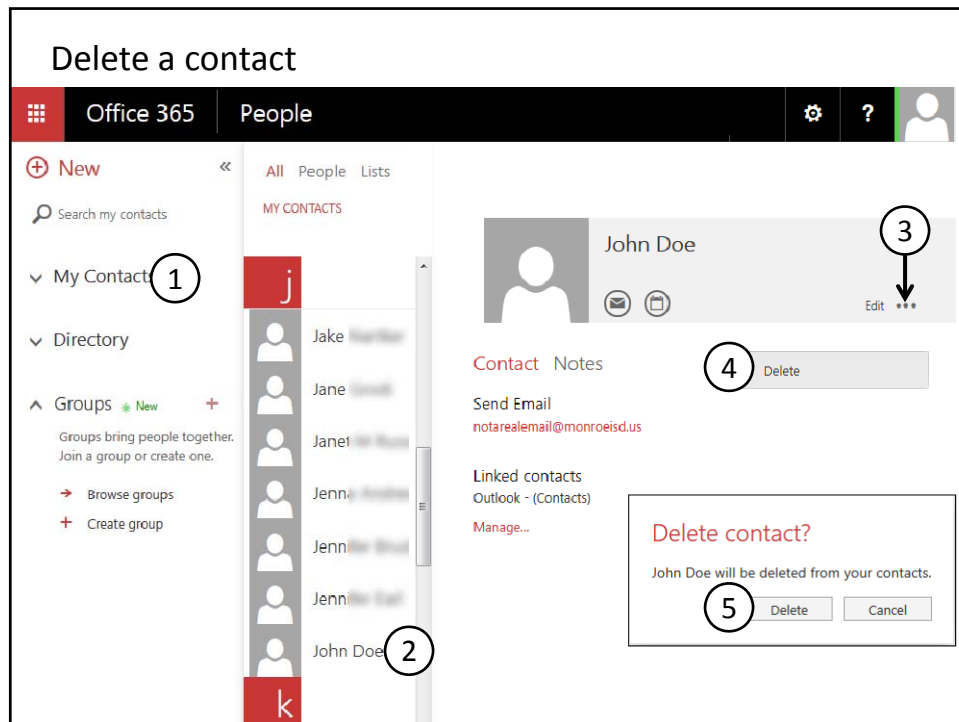 Delete a contact
Office 365 People
?
New «
All People Lists
Search my contacts
MY CONTACTS
My Contacts 1
Directory
Groups New +
Groups bring people together.
Join a group or create one.
Browse groups
+ Create group
j
Jake
Jane
Janet
Jenna
Jenni
Jenni
John Doe 2
k
John Doe
3
Edit •••
Contact Notes
4 Delete
Send Email
notarealemail@monroeisd.us
Linked contacts
Outlook - (Contacts)
Manage...
Delete contact?
John Doe will be deleted from your contacts.
5 Delete Cancel